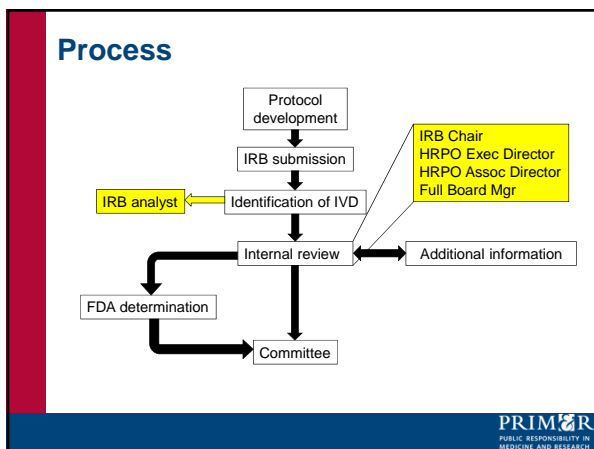 Process
Protocol
development
IRB submission
IRB analyst
Identification of IVD
IRB Chair
HRPO Exec Director
HRPO Assoc Director
Full Board Mgr
Internal review
Additional information
FDA determination
Committee
PRIM&R
PUBLIC RESPONSIBILITY IN
MEDICINE AND RESEARCH